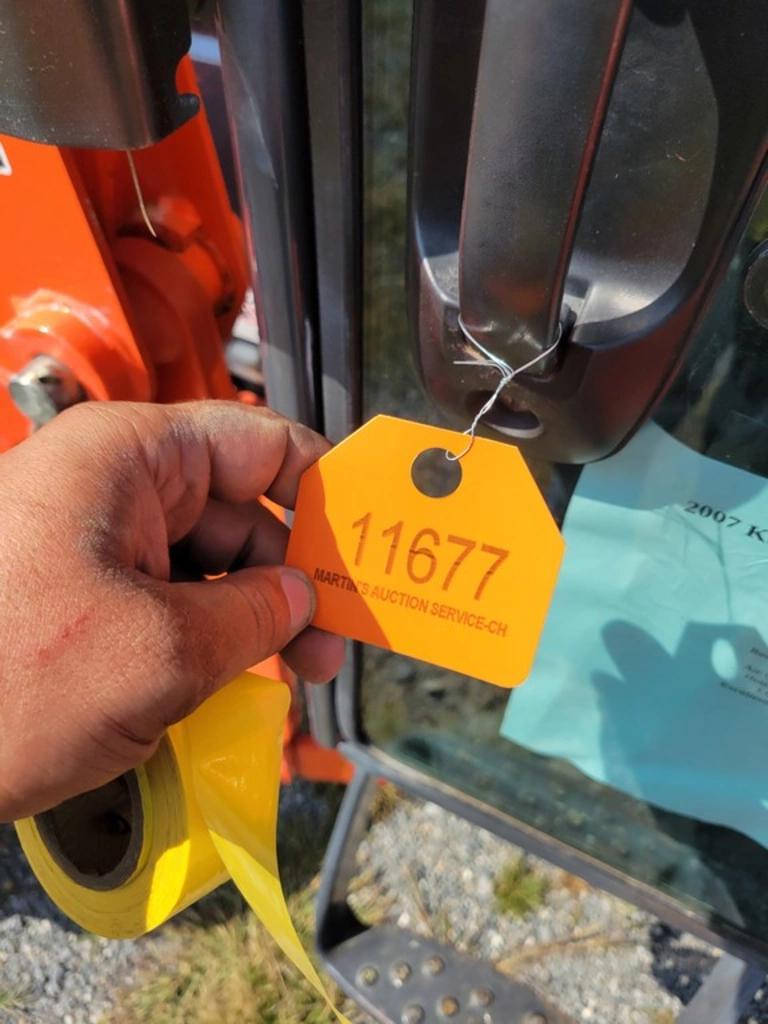 11677
MARTIN'S AUCTION SERVICE-CH
2007 K